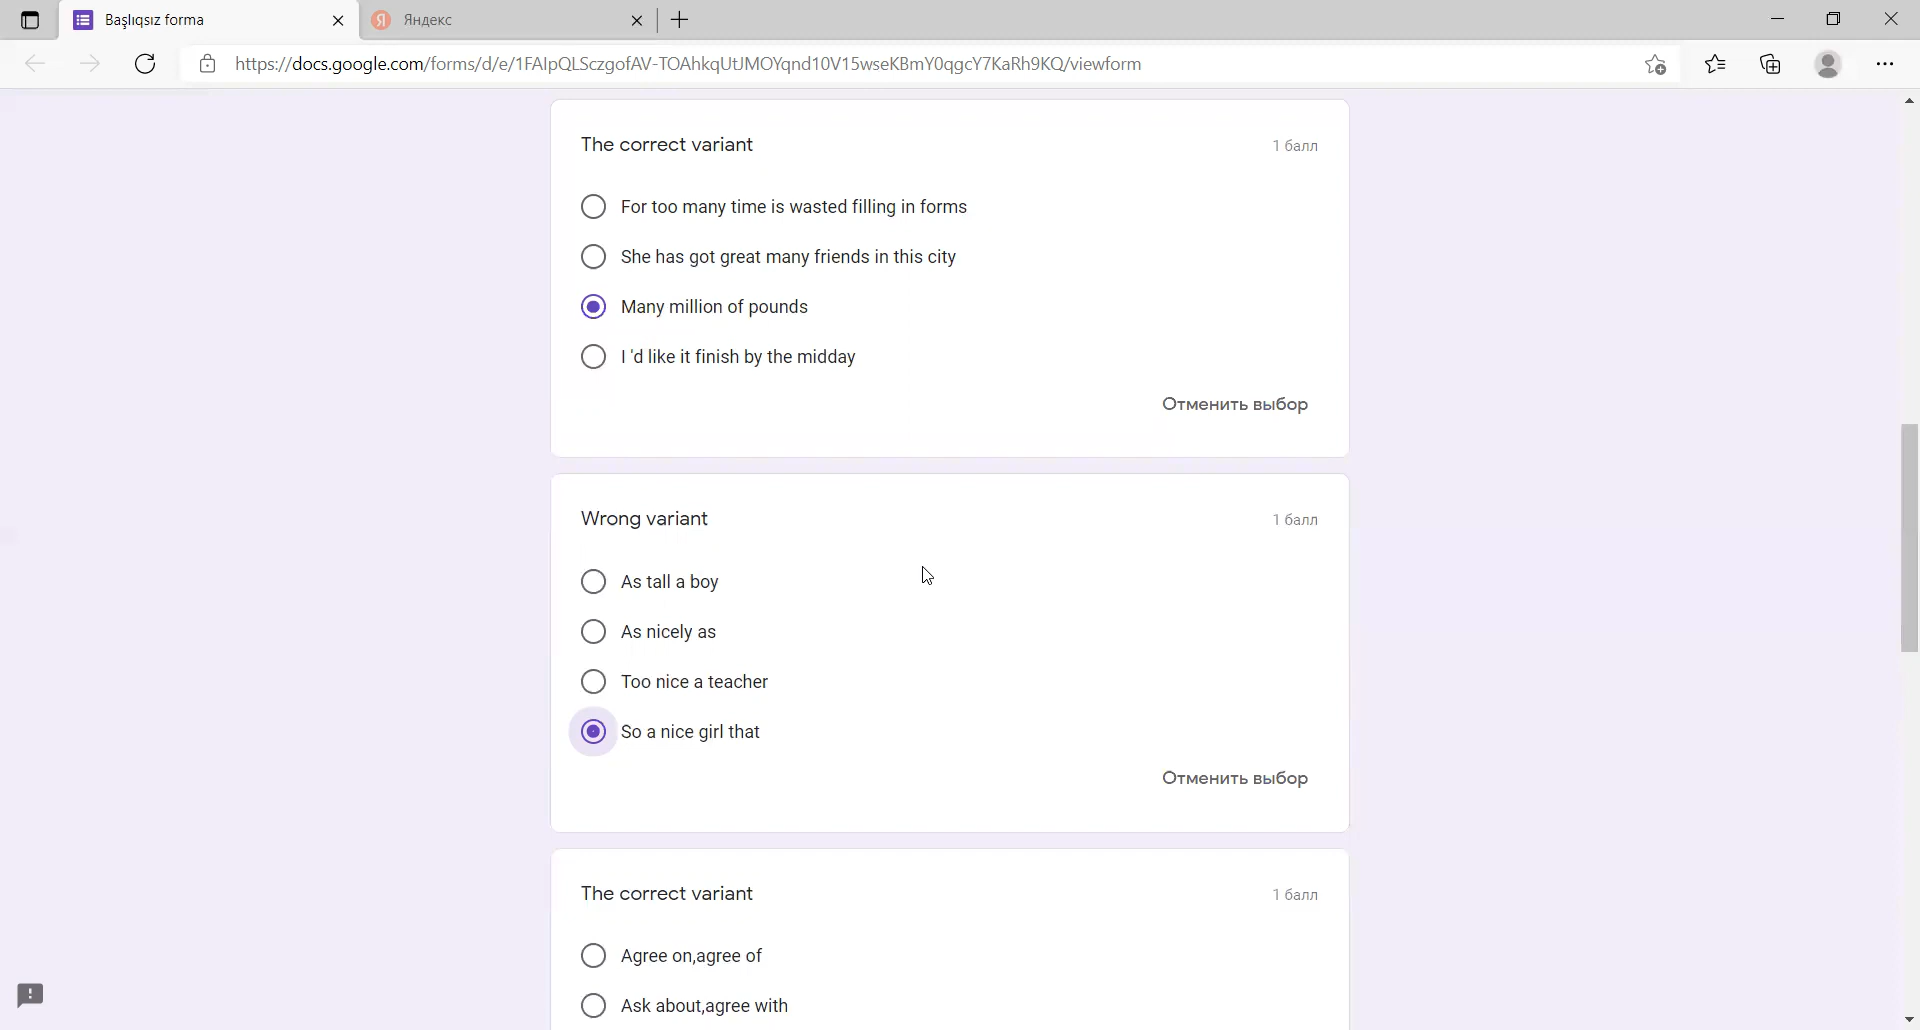 Başlıqsız forma
Яндекс
https://docs.google.com/forms/d/e/1FAIpQLSczgofAV-TOAhkqUtJMOYqnd10V15wseKBmY0qgcY7KaRh9KQ/viewform
The correct variant
1 балл
For too many time is wasted filling in forms
She has got great many friends in this city
Many million of pounds
I 'd like it finish by the midday
Отменить выбор
Wrong variant
1 балл
As tall a boy
As nicely as
Too nice a teacher
So a nice girl that
Отменить выбор
The correct variant
1 балл
Agree on,agree of
Ask about,agree with